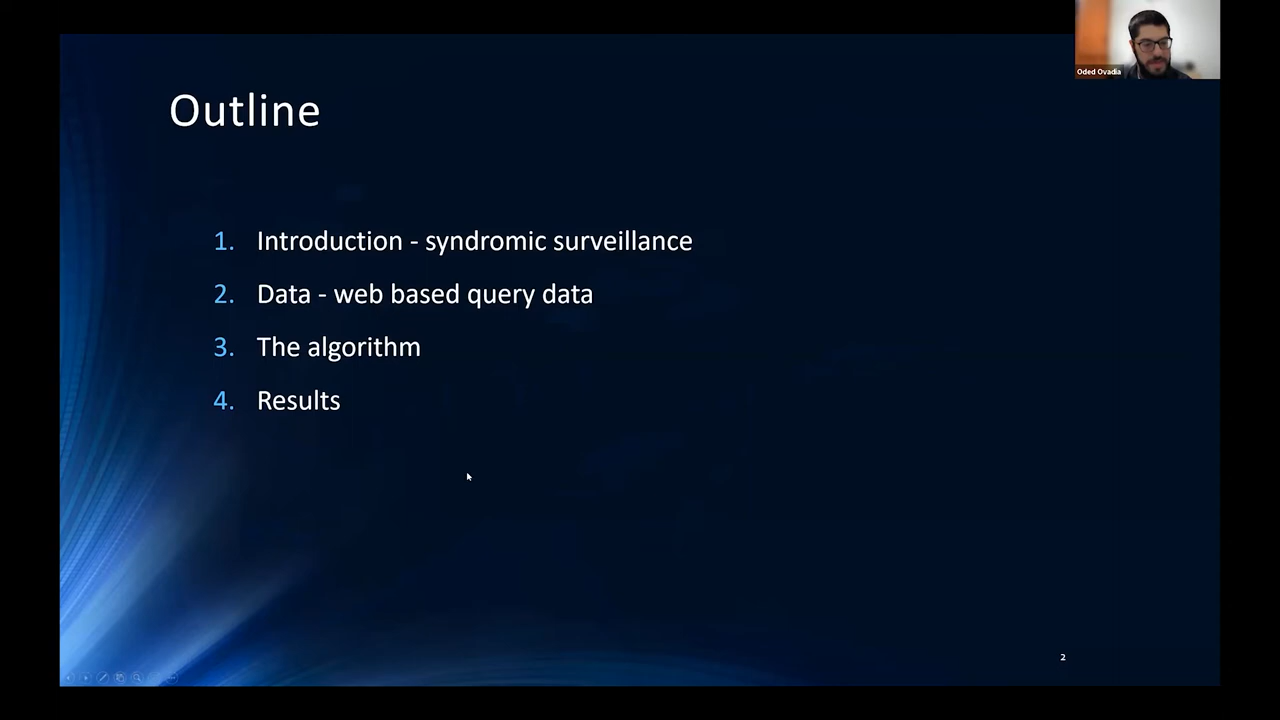 Oded Ovadia
Outline
1. Introduction - syndromic surveillance
2. Data - web based query data
3. The algorithm
4. Results
2